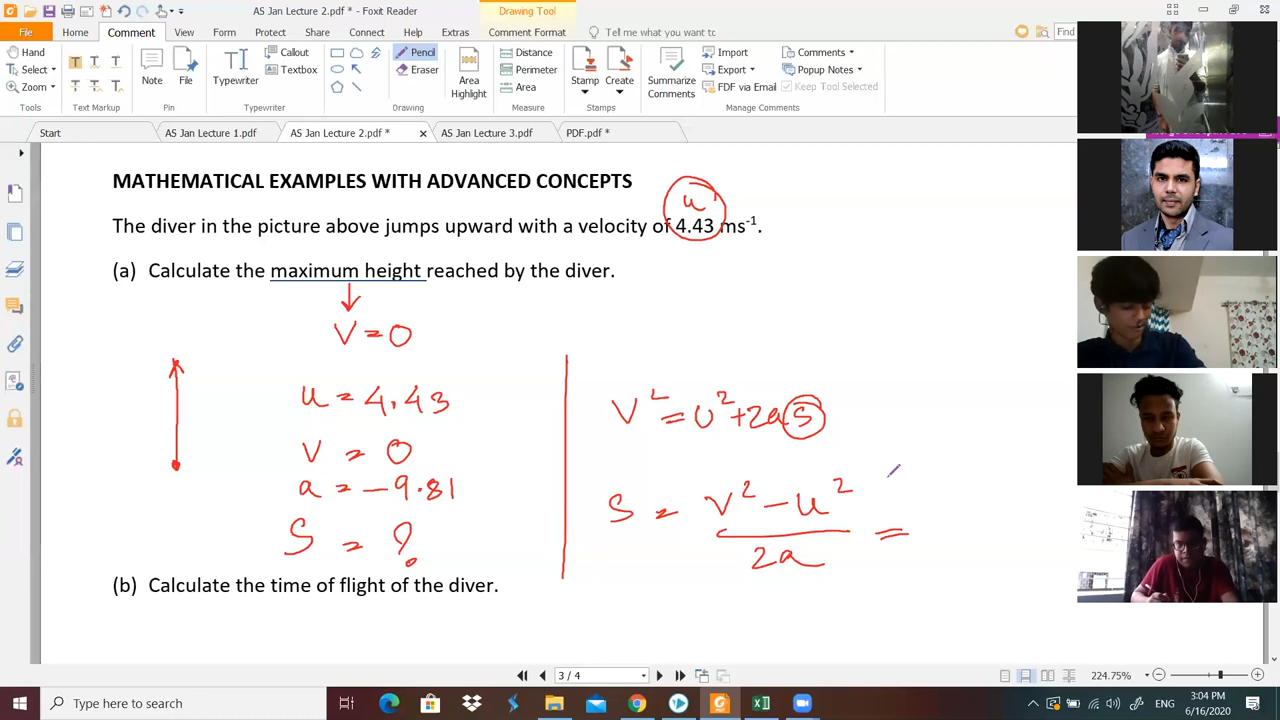 AS Jan Lecture 2.pdf * - Foxit Reader
Drawing Tool
File Home Comment View Form Protect Share Connect Help Extras Comment Format Tell me what you want... Find
Hand
Select
Zoom
Tools
Text Markup
Note
File
Pin
Typewriter
Callout
Textbox
Typewriter
Pencil
Eraser
Drawing
Area Highlight
Distance
Perimeter
Area
Measure
Stamp
Create
Stamps
Summarize Comments
Import
Export
FDF via Email
Comments
Popup Notes
Keep Tool Selected
Manage Comments
Start AS Jan Lecture 1.pdf AS Jan Lecture 2.pdf * AS Jan Lecture 3.pdf PDF.pdf *
MATHEMATICAL EXAMPLES WITH ADVANCED CONCEPTS
u
The diver in the picture above jumps upward with a velocity of 4.43 ms⁻¹.
(a) Calculate the maximum height reached by the diver.
V = 0
u = 4.43
V = 0
a = -9.81
S = ?
V² = U² + 2aS
S = V² - u² / 2a =
(b) Calculate the time of flight of the diver.
3 / 4
224.75%
Type here to search
ENG
3:04 PM
6/16/2020